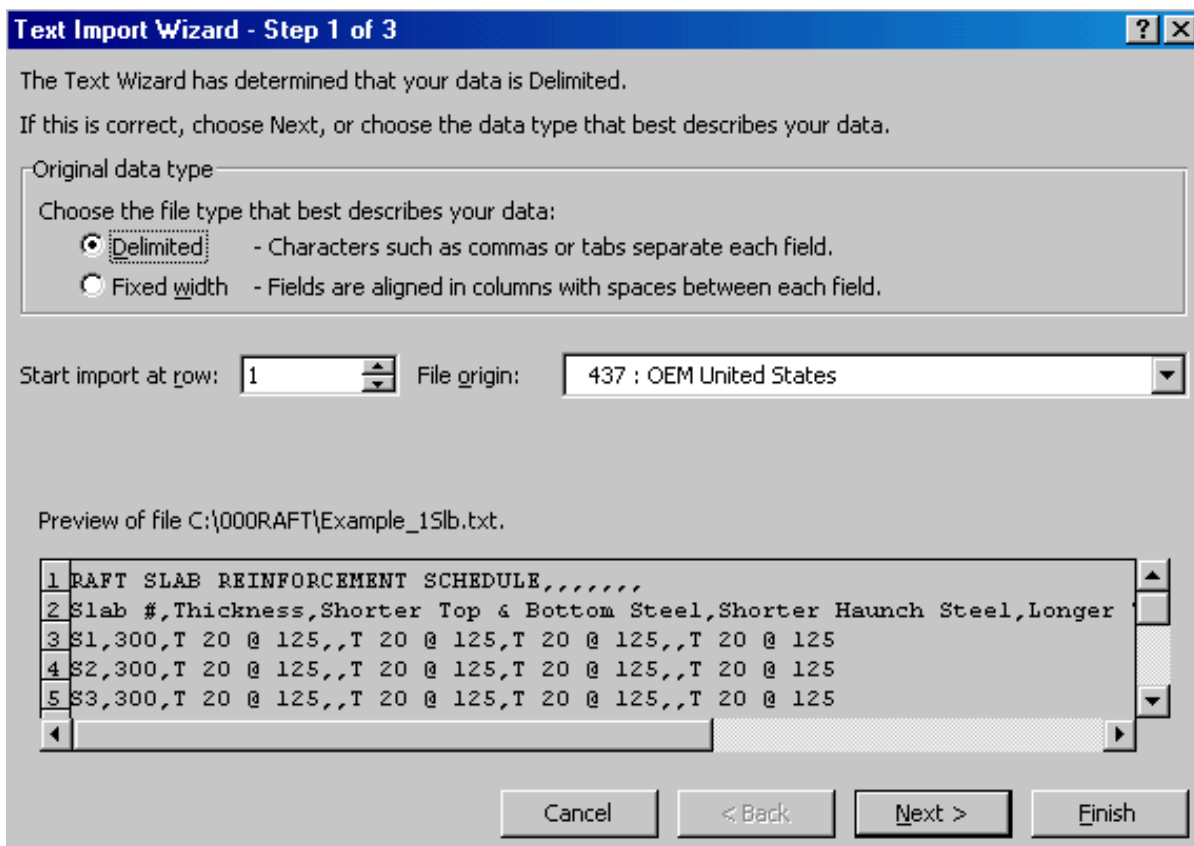 Text Import Wizard - Step 1 of 3
The Text Wizard has determined that your data is Delimited.
If this is correct, choose Next, or choose the data type that best describes your data.
Original data type
Choose the file type that best describes your data:
Delimited - Characters such as commas or tabs separate each field.
Fixed width - Fields are aligned in columns with spaces between each field.
Start import at row: 1 File origin: 437 : OEM United States
Preview of file C:\000RAFT\Example_1Slb.txt.
1 RAFT SLAB REINFORCEMENT SCHEDULE,,,,,,,
2 Slab #,Thickness,Shorter Top & Bottom Steel,Shorter Haunch Steel,Longer
3 S1,300,T 20 @ 125,,T 20 @ 125,T 20 @ 125,,T 20 @ 125
4 S2,300,T 20 @ 125,,T 20 @ 125,T 20 @ 125,,T 20 @ 125
5 S3,300,T 20 @ 125,,T 20 @ 125,T 20 @ 125,,T 20 @ 125
Cancel < Back Next > Finish